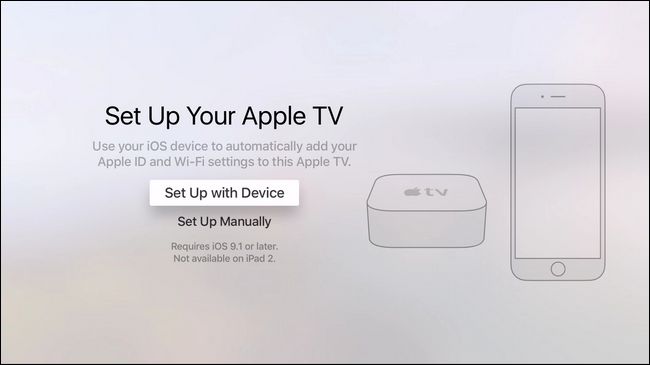 Set Up Your Apple TV
Use your iOS device to automatically add your
Apple ID and Wi-Fi settings to this Apple TV.
Set Up with Device
Set Up Manually
Requires iOS 9.1 or later.
Not available on iPad 2.
tv